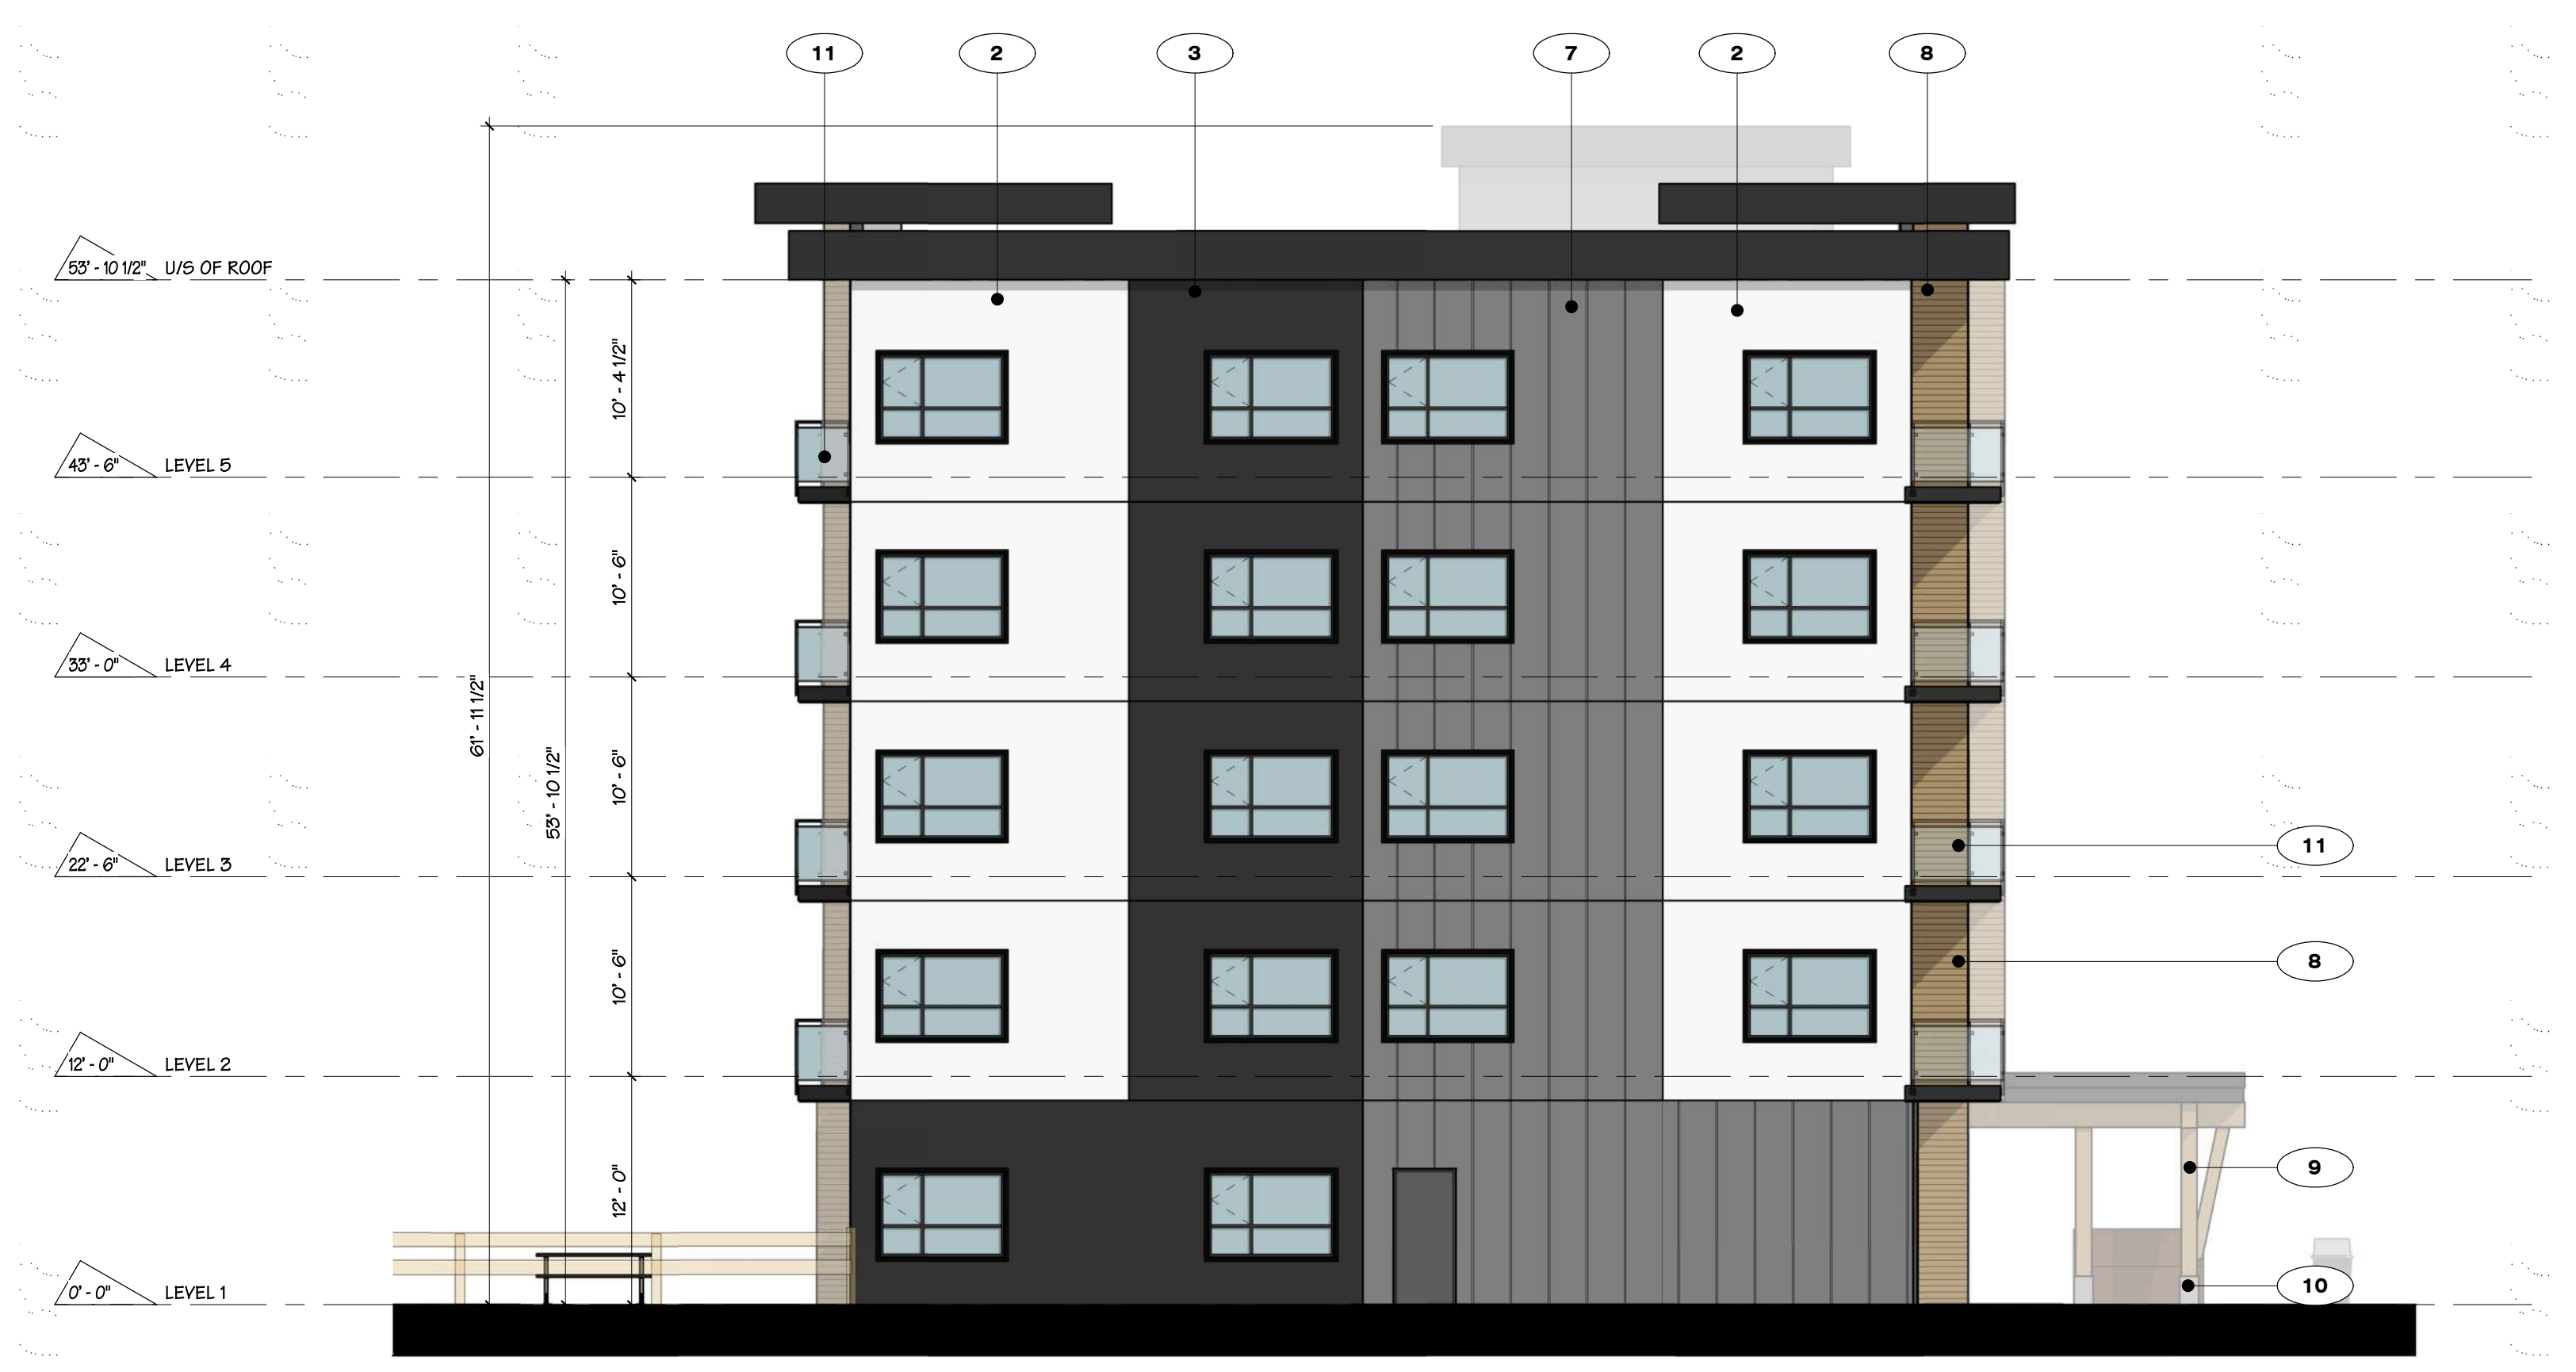 11
2
3
7
2
8
53' - 10 1/2" U/S OF ROOF
10' - 4 1/2"
43' - 6" LEVEL 5
10' - 6"
33' - 0" LEVEL 4
61' - 11 1/2"
53' - 10 1/2"
10' - 6"
11
22' - 6" LEVEL 3
8
10' - 6"
12' - 0" LEVEL 2
9
12' - 0"
10
0' - 0" LEVEL 1